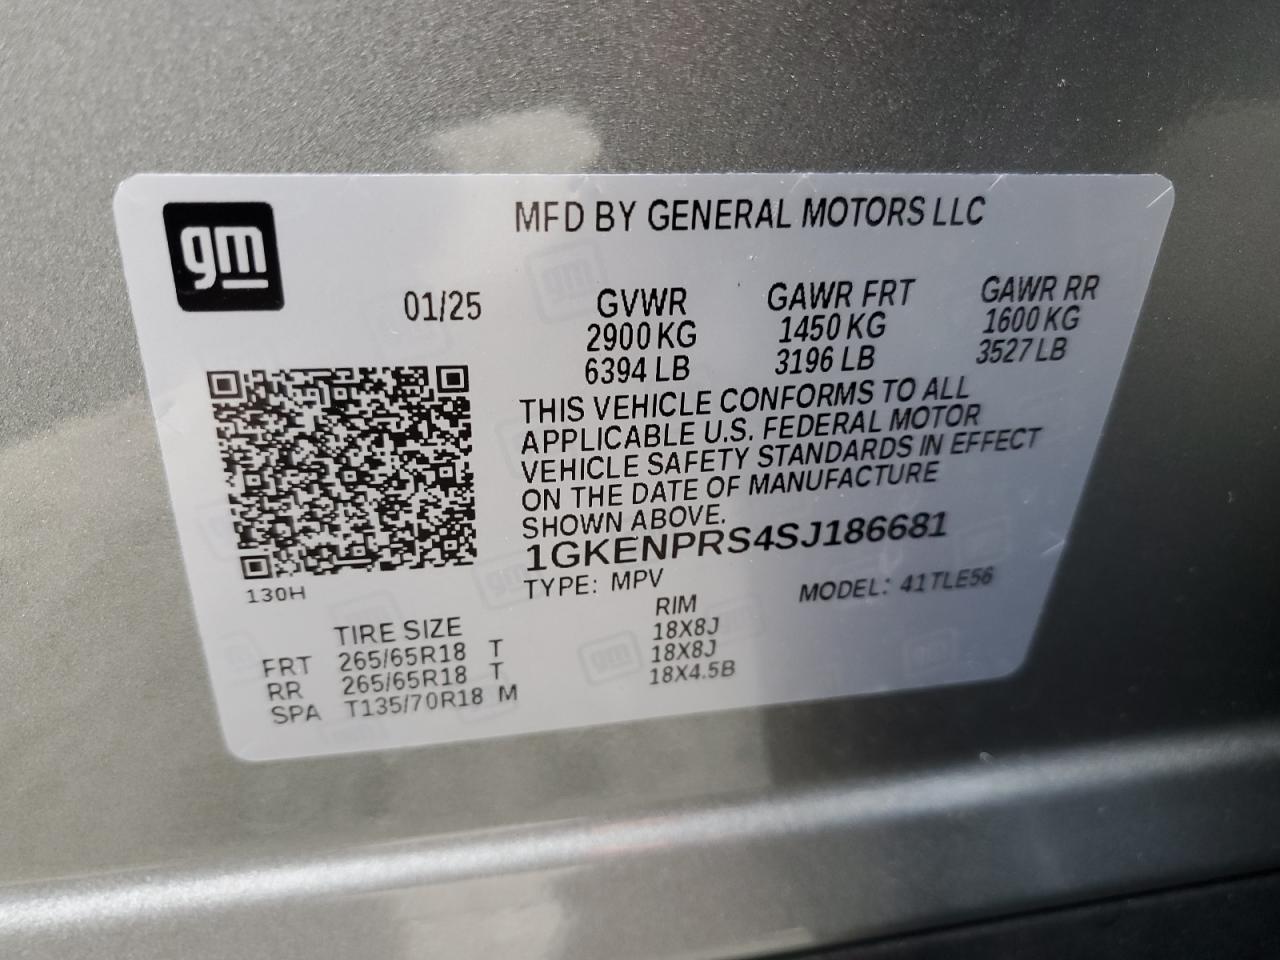 gm
MFD BY GENERAL MOTORS LLC
01/25
GVWR GAWR FRT GAWR RR
2900 KG 1450 KG 1600 KG
6394 LB 3196 LB 3527 LB
THIS VEHICLE CONFORMS TO ALL
APPLICABLE U.S. FEDERAL MOTOR
VEHICLE SAFETY STANDARDS IN EFFECT
ON THE DATE OF MANUFACTURE
SHOWN ABOVE.
1GKENPRS4SJ186681
TYPE: MPV MODEL: 41TLE56
130H
TIRE SIZE RIM
FRT 265/65R18 T 18X8J
RR 265/65R18 T 18X8J
SPA T135/70R18 M 18X4.5B